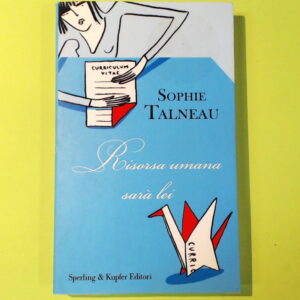 CURRICULUM
VITAE
SOPHIE
TALNEAU
Risorsa umana
sarà lei
CURRIC
Sperling & Kupfer Editori